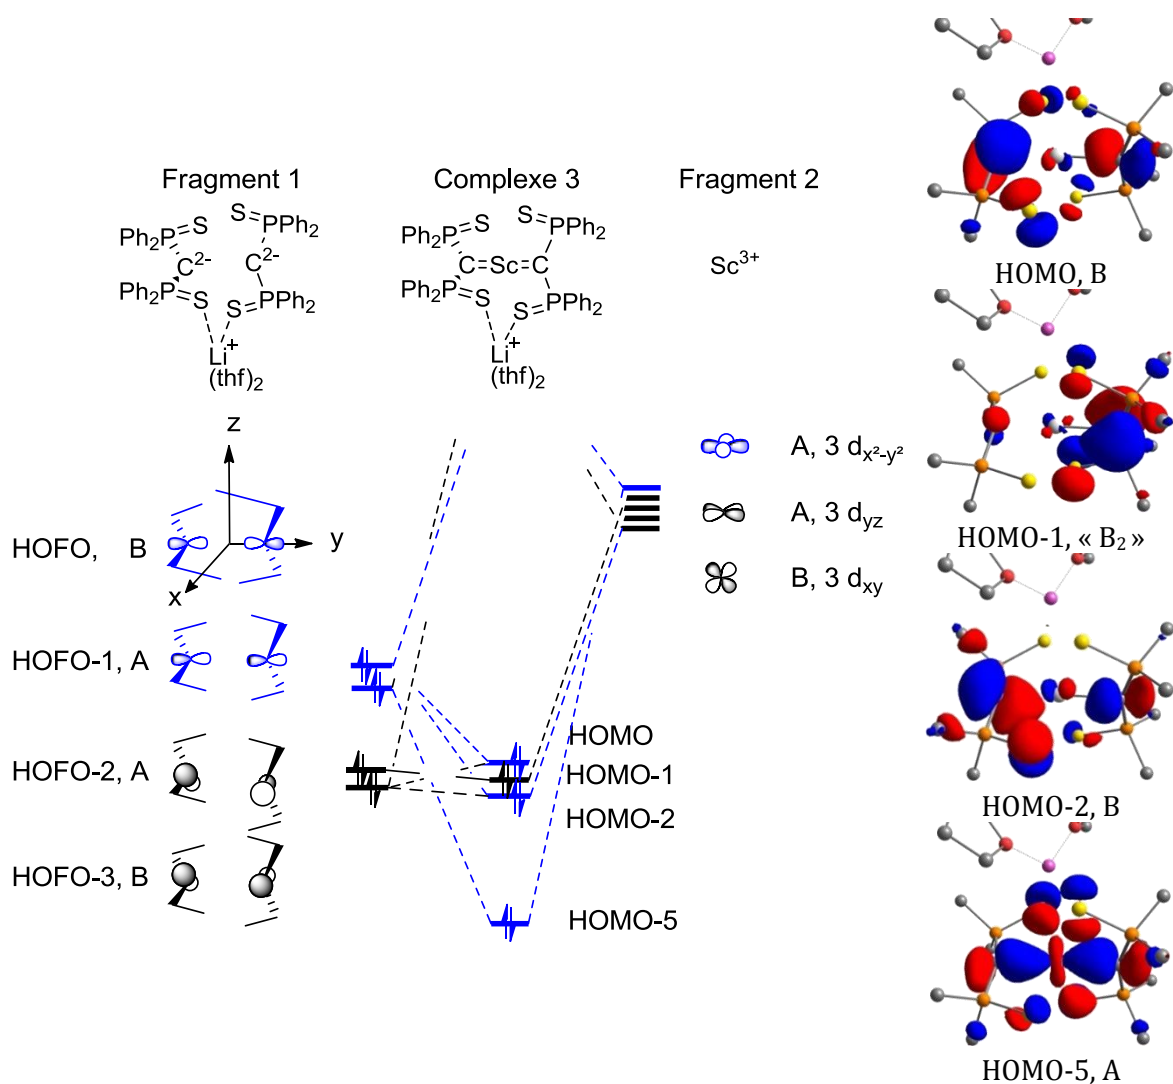 Fragment 1
Complexe 3
Fragment 2
S
S
Ph₂P
PPh₂
C²⁻
C²⁻
Ph₂P
S
S
PPh₂
Li⁺
(thf)₂
S
S
Ph₂P
PPh₂
C=Sc=C
Ph₂P
S
S
PPh₂
Li⁺
(thf)₂
Sc³⁺
HOMO, B
z
y
x
HOFO, B
HOFO-1, A
HOFO-2, A
HOFO-3, B
A, 3 dx²-y²
A, 3 dyz
B, 3 dxy
HOMO
HOMO-1
HOMO-2
HOMO-5
HOMO-1, « B₂ »
HOMO-2, B
HOMO-5, A